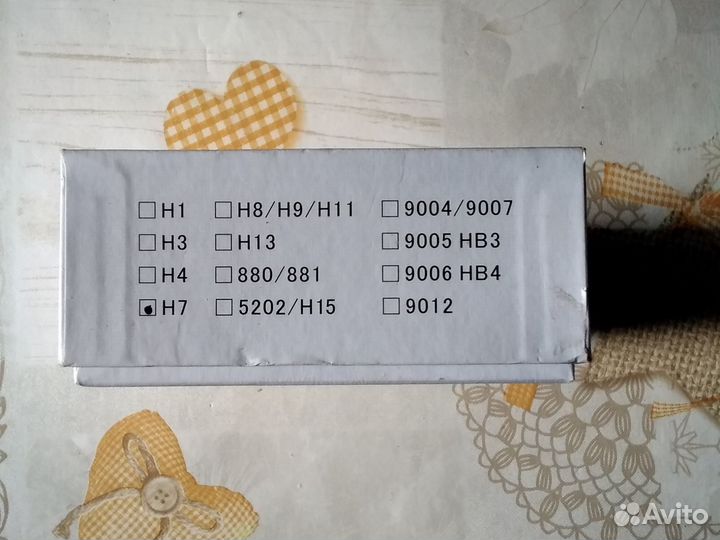 ☐H1 ☐H8/H9/H11 ☐9004/9007
☐H3 ☐H13 ☐9005 HB3
☐H4 ☐880/881 ☐9006 HB4
☑H7 ☐5202/H15 ☐9012
Avito